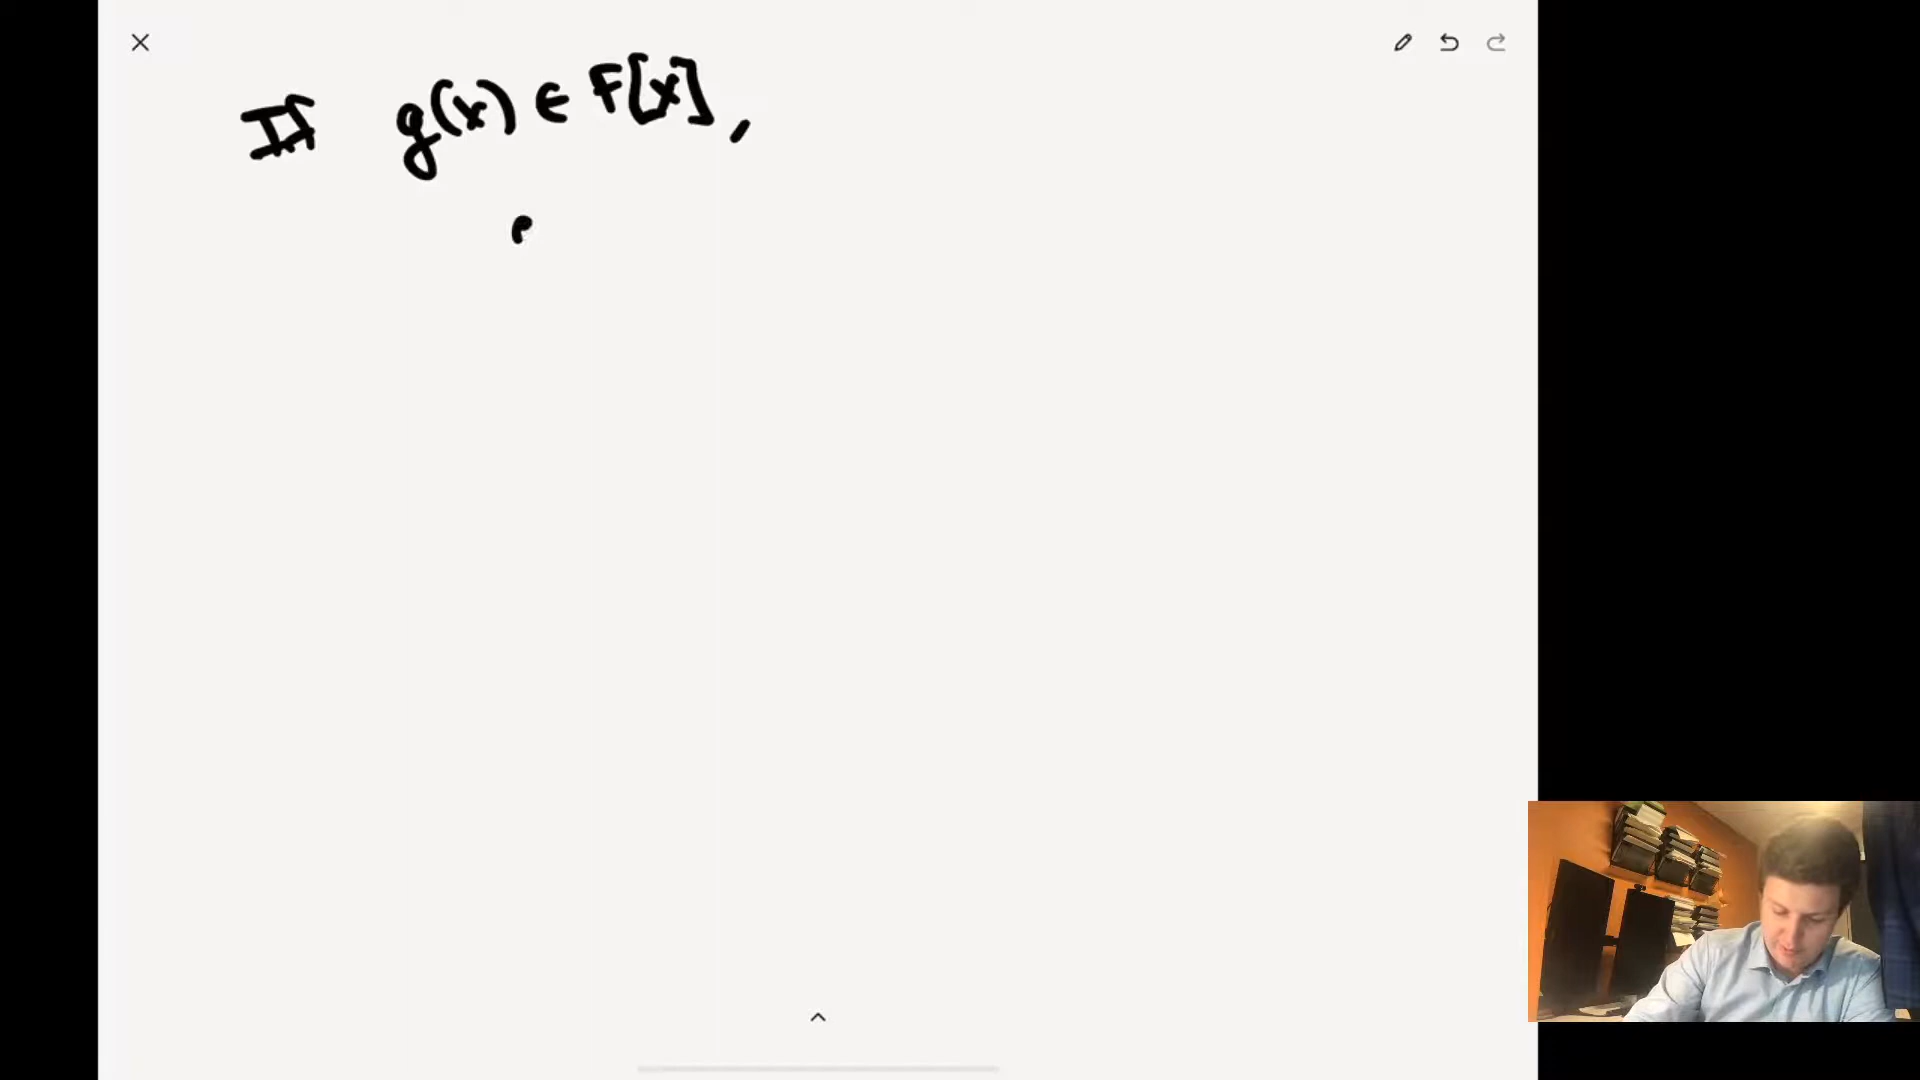 If g(x) ∈ F[x],